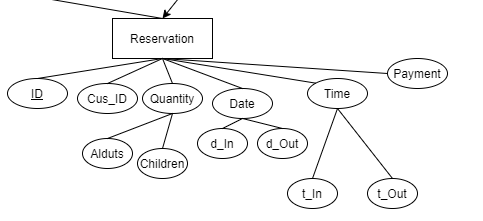 Reservation
Payment
ID
Cus_ID
Quantity
Date
Time
Alduts
Children
d_In
d_Out
t_In
t_Out